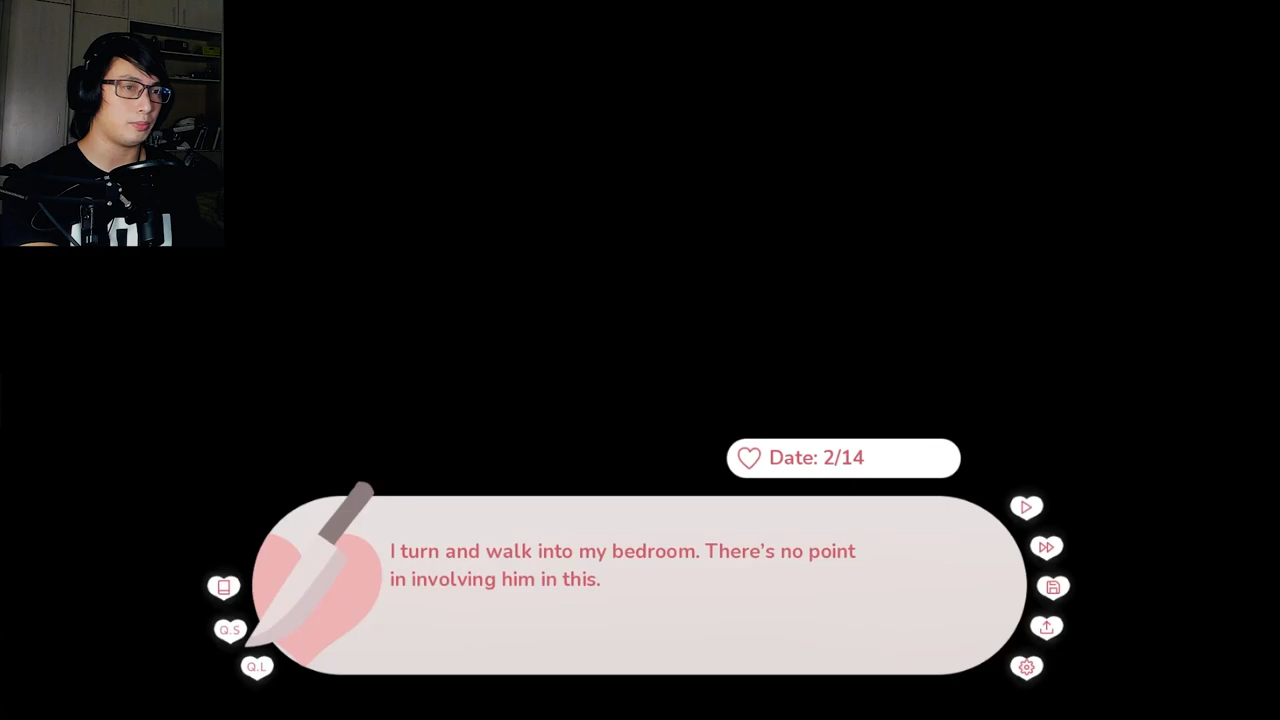 Date: 2/14
I turn and walk into my bedroom. There's no point
in involving him in this.
Q.S
Q.L